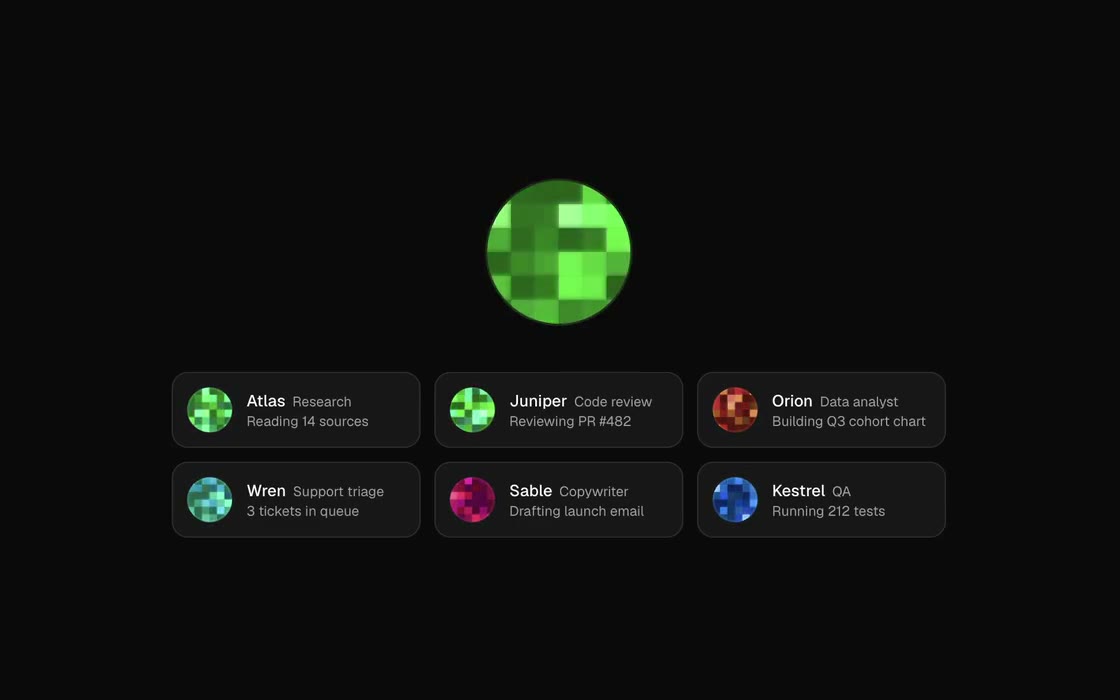 Atlas Research
Reading 14 sources
Juniper Code review
Reviewing PR #482
Orion Data analyst
Building Q3 cohort chart
Wren Support triage
3 tickets in queue
Sable Copywriter
Drafting launch email
Kestrel QA
Running 212 tests